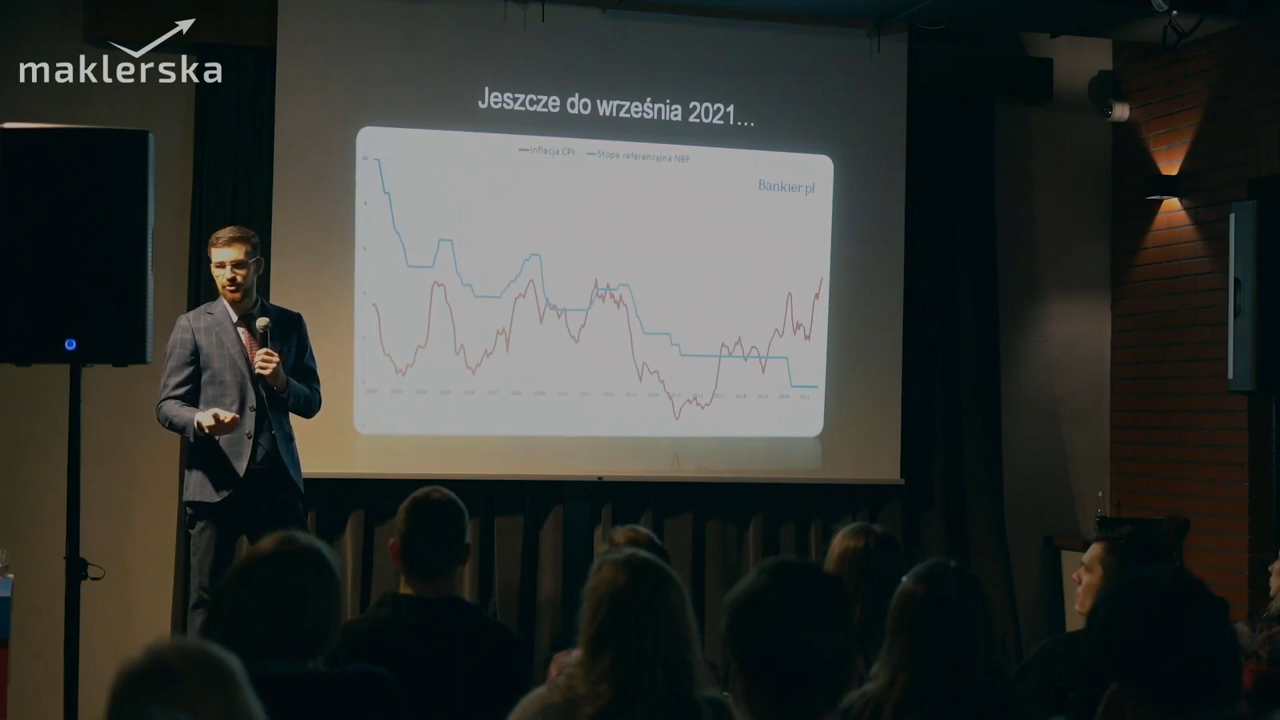 maklerska
Jeszcze do września 2021...
Inflacja CPI Stopa referencyjna NBP
Bankier.pl